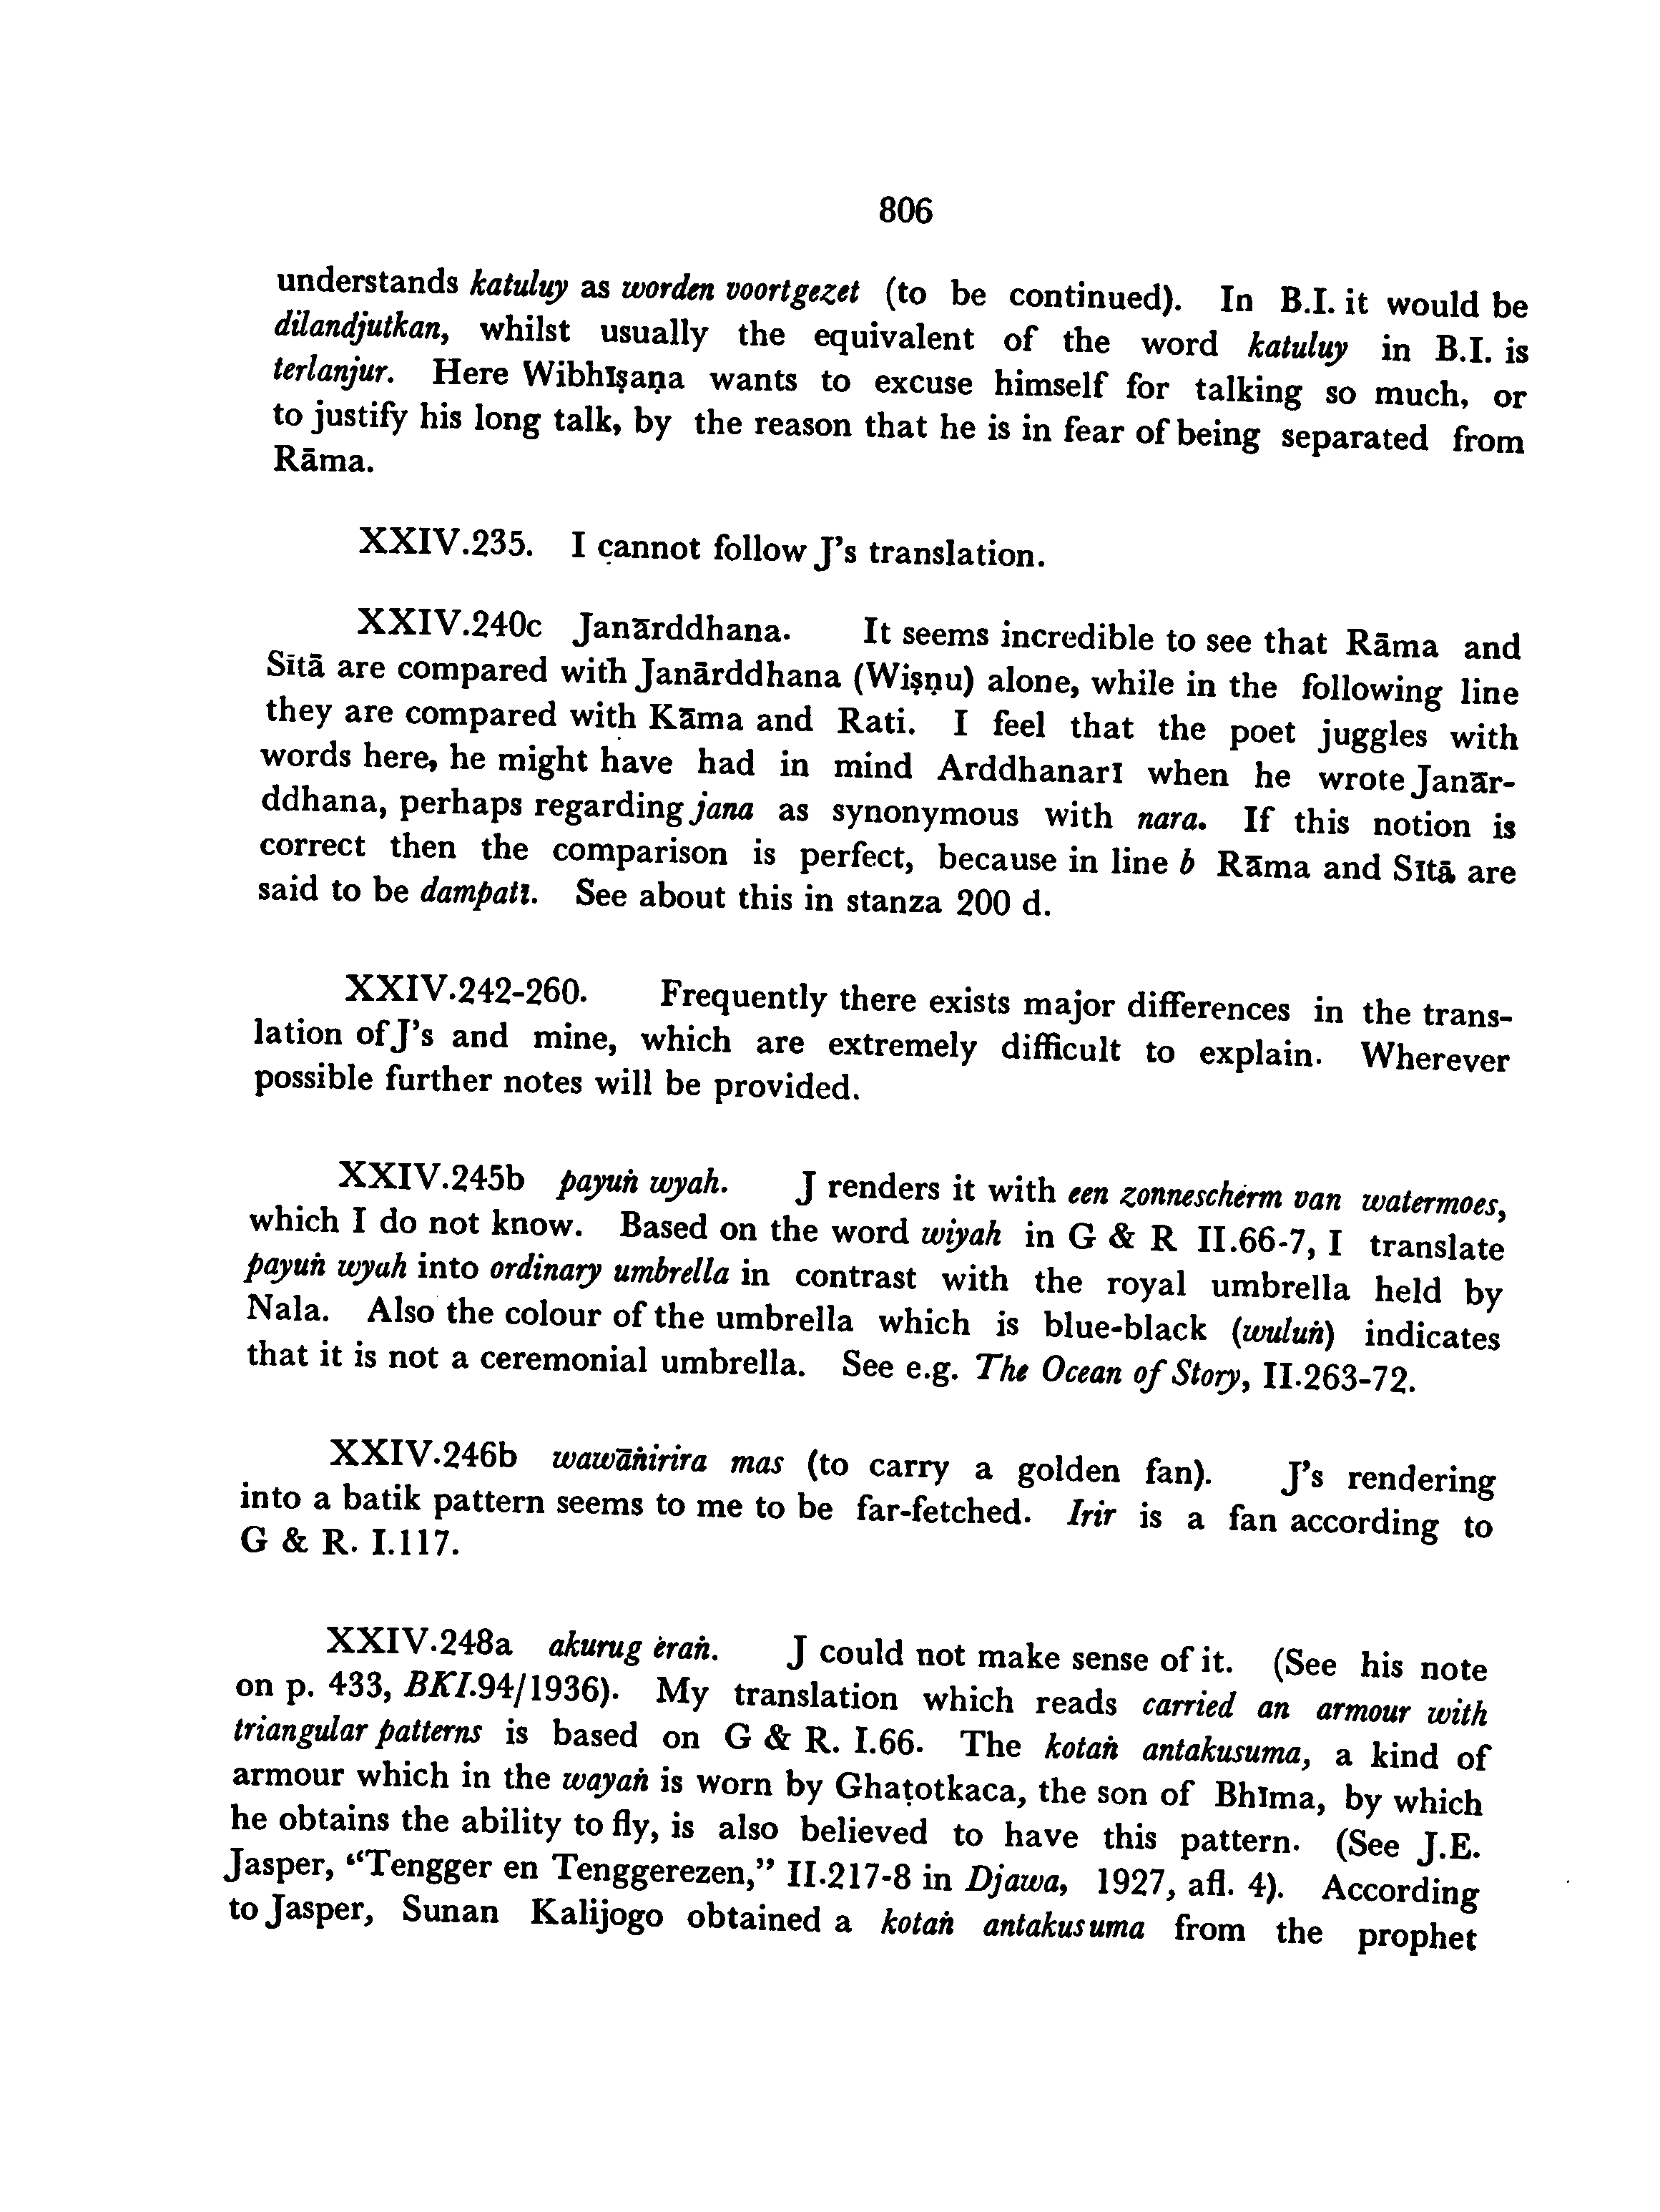 806
understands katuluy as worden voortgezet (to be continued). In B.I. it would be
dilandjutkan, whilst usually the equivalent of the word katuluy in B.I. is
terlanjur. Here Wibhīṣaṇa wants to excuse himself for talking so much, or
to justify his long talk, by the reason that he is in fear of being separated from
Rāma.
XXIV.235. I cannot follow J's translation.
XXIV.240c Janārddhana. It seems incredible to see that Rāma and
Sītā are compared with Janārddhana (Wiṣṇu) alone, while in the following line
they are compared with Kāma and Rati. I feel that the poet juggles with
words here, he might have had in mind Arddhanarī when he wrote Janār-
ddhana, perhaps regarding jana as synonymous with nara. If this notion is
correct then the comparison is perfect, because in line b Rāma and Sītā are
said to be dampatī. See about this in stanza 200 d.
XXIV.242-260. Frequently there exists major differences in the trans-
lation of J's and mine, which are extremely difficult to explain. Wherever
possible further notes will be provided.
XXIV.245b payuṅ wyah. J renders it with een zonnescherm van watermoes,
which I do not know. Based on the word wiyah in G & R II.66-7, I translate
payuṅ wyah into ordinary umbrella in contrast with the royal umbrella held by
Nala. Also the colour of the umbrella which is blue-black (wuluṅ) indicates
that it is not a ceremonial umbrella. See e.g. The Ocean of Story, II.263-72.
XXIV.246b wawāṅirira mas (to carry a golden fan). J's rendering
into a batik pattern seems to me to be far-fetched. Irir is a fan according to
G & R. I.117.
XXIV.248a akurug èraṅ. J could not make sense of it. (See his note
on p. 433, BKI.94/1936). My translation which reads carried an armour with
triangular patterns is based on G & R. I.66. The kotaṅ antakusuma, a kind of
armour which in the wayaṅ is worn by Ghaṭotkaca, the son of Bhīma, by which
he obtains the ability to fly, is also believed to have this pattern. (See J.E.
Jasper, "Tengger en Tenggerezen," II.217-8 in Djawa, 1927, afl. 4). According
to Jasper, Sunan Kalijogo obtained a kotaṅ antakusuma from the prophet